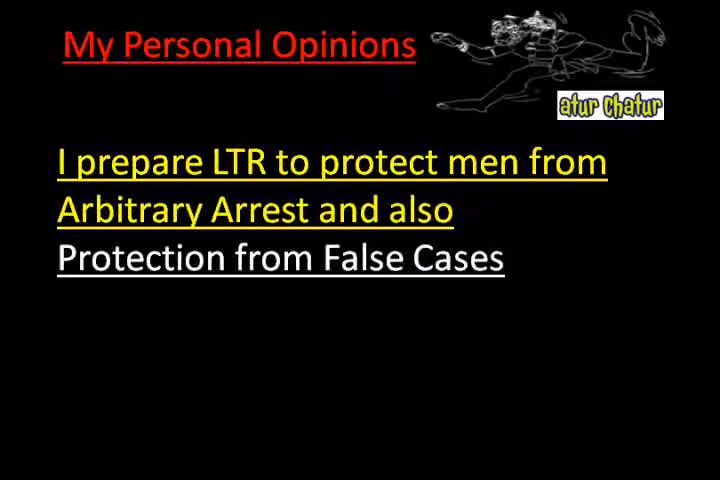 My Personal Opinions
atur chatur
I prepare LTR to protect men from
Arbitrary Arrest and also
Protection from False Cases